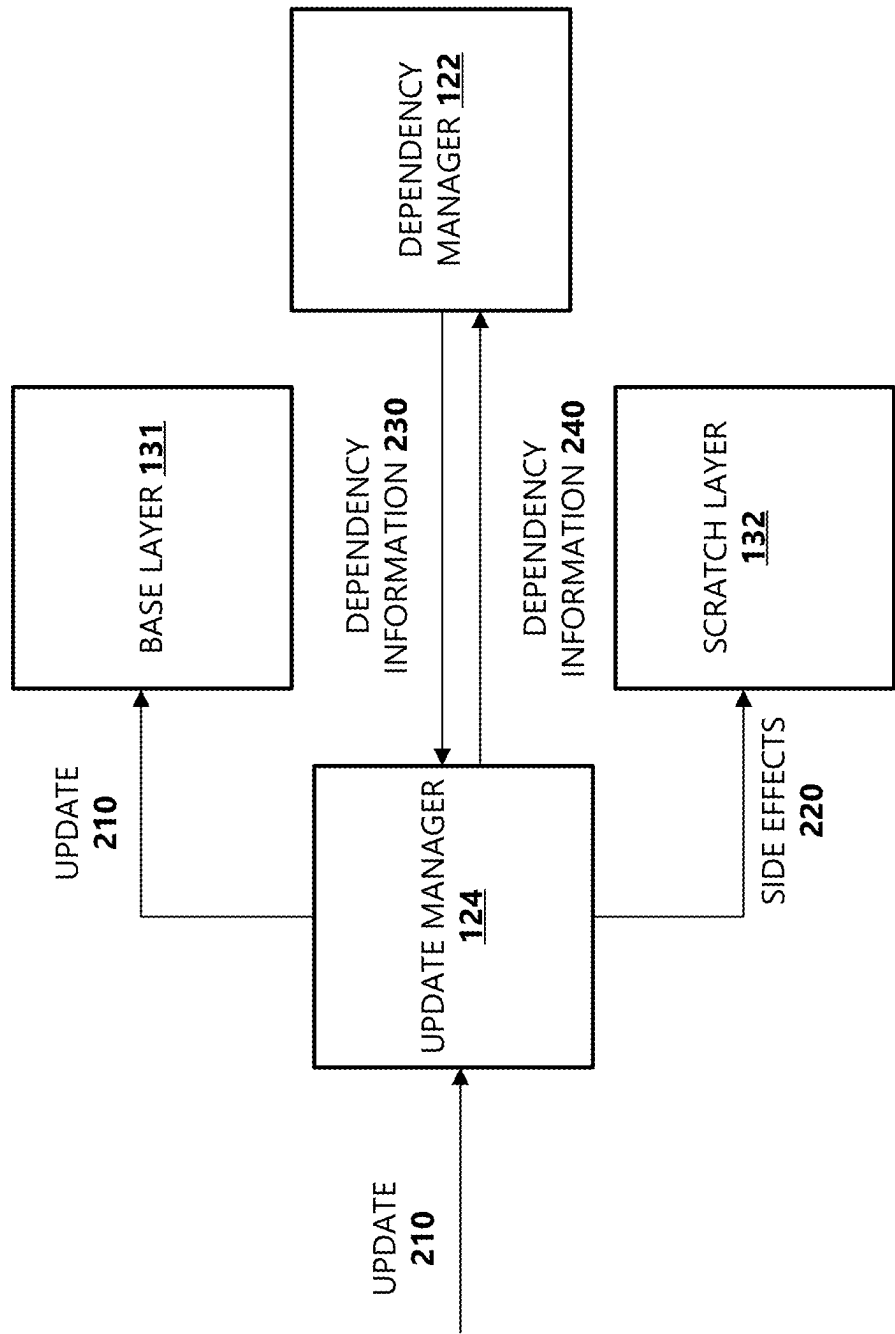 UPDATE
210
UPDATE MANAGER
124
UPDATE
210
BASE LAYER 131
DEPENDENCY
INFORMATION 230
DEPENDENCY
INFORMATION 240
SIDE EFFECTS
220
SCRATCH LAYER
132
DEPENDENCY
MANAGER 122